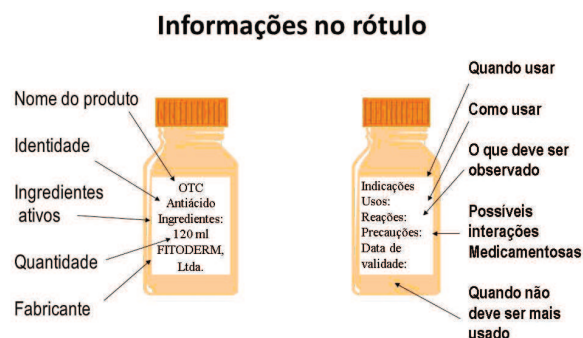 Informações no rótulo
Nome do produto
Identidade
Ingredientes
ativos
Quantidade
Fabricante
OTC
Antiácido
Ingredientes:
120 ml
FITODERM,
Ltda.
Indicações
Usos:
Reações:
Precauções:
Data de
validade:
Quando usar
Como usar
O que deve ser
observado
Possíveis
interações
Medicamentosas
Quando não
deve ser mais
usado